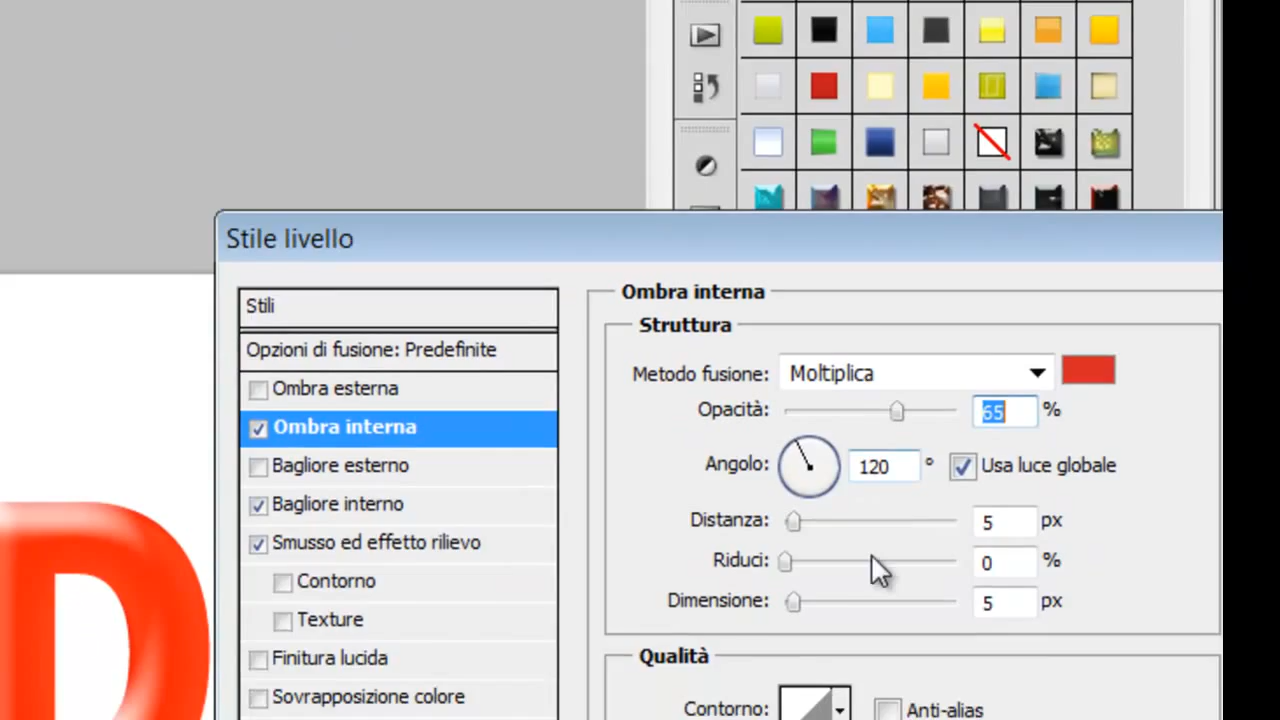 Stile livello
Stili
Opzioni di fusione: Predefinite
Ombra esterna
Ombra interna
Bagliore esterno
Bagliore interno
Smusso ed effetto rilievo
Contorno
Texture
Finitura lucida
Sovrapposizione colore
Ombra interna
Struttura
Metodo fusione: Moltiplica
Opacità: 65 %
Angolo: 120 ° Usa luce globale
Distanza: 5 px
Riduci: 0 %
Dimensione: 5 px
Qualità
Contorno: Anti-alias
D